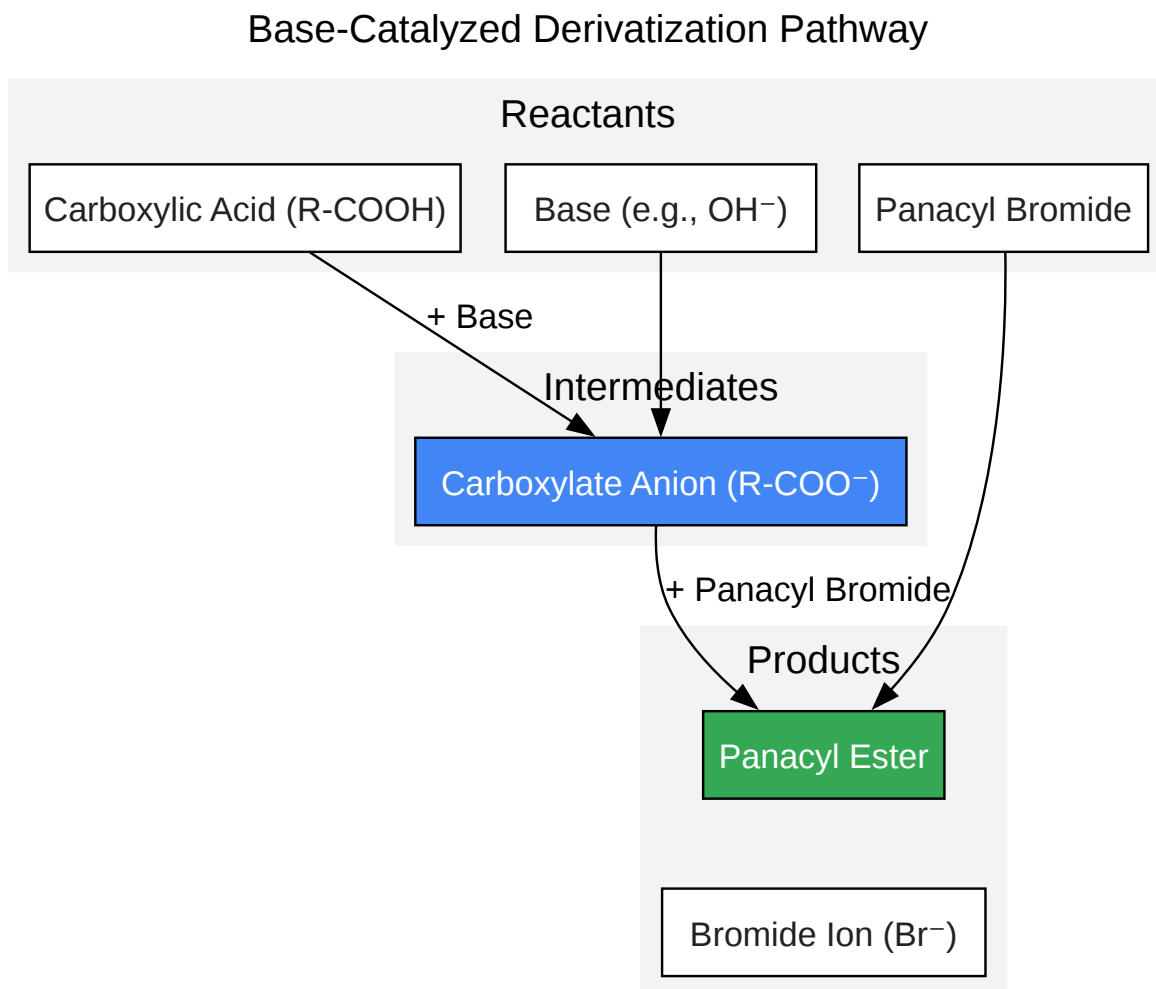 Base-Catalyzed Derivatization Pathway
Reactants
Carboxylic Acid (R-COOH)
Base (e.g., OH⁻)
Panacyl Bromide
+ Base
Intermediates
Carboxylate Anion (R-COO⁻)
+ Panacyl Bromide
Products
Panacyl Ester
Bromide Ion (Br⁻)